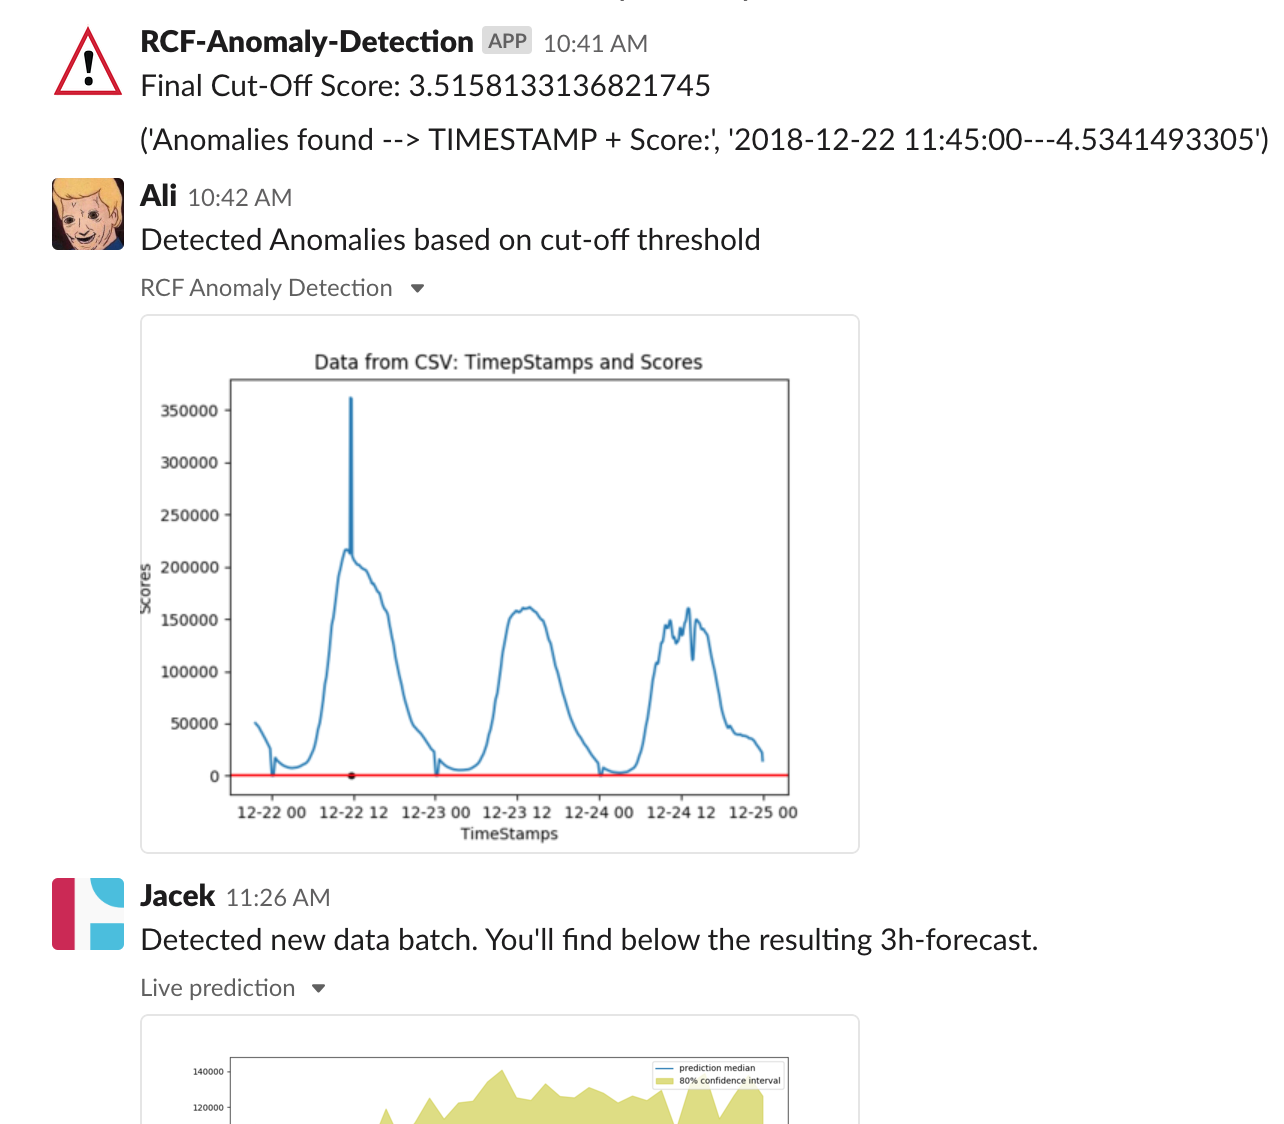 RCF-Anomaly-Detection APP 10:41 AM
Final Cut-Off Score: 3.5158133136821745
('Anomalies found --> TIMESTAMP + Score:', '2018-12-22 11:45:00---4.5341493305')
Ali 10:42 AM
Detected Anomalies based on cut-off threshold
RCF Anomaly Detection
Data from CSV: TimepStamps and Scores
350000
300000
250000
200000
150000
100000
50000
0
Scores
12-22 00 12-22 12 12-23 00 12-23 12 12-24 00 12-24 12 12-25 00
TimeStamps
Jacek 11:26 AM
Detected new data batch. You'll find below the resulting 3h-forecast.
Live prediction
140000
120000
prediction median
80% confidence interval